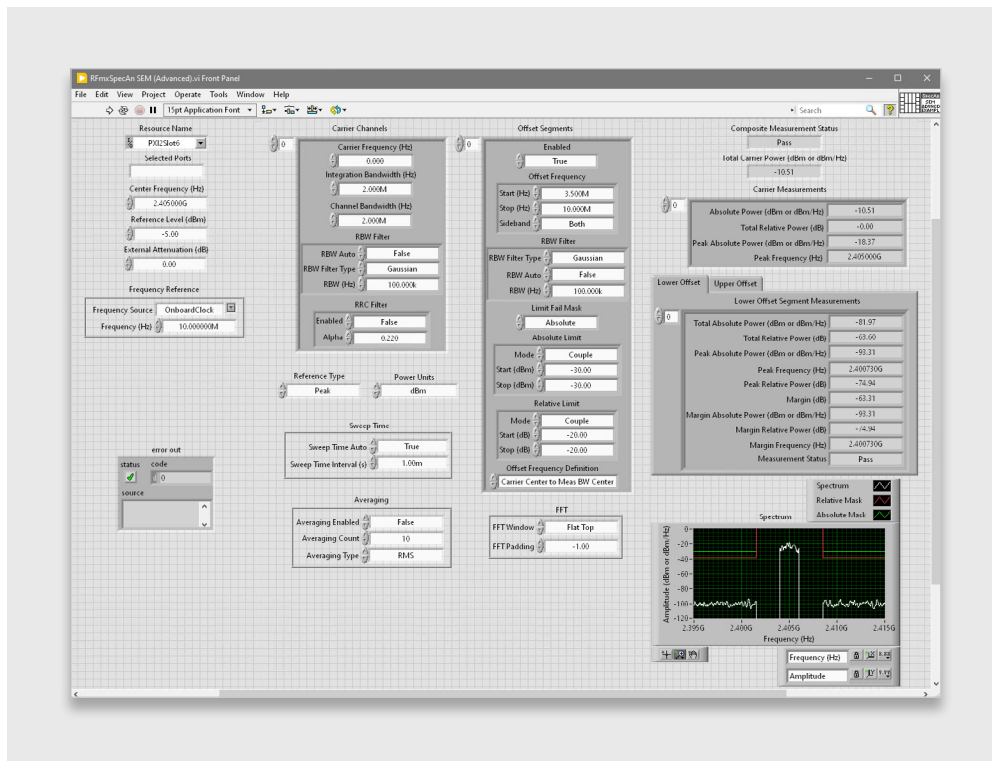 RFmxSpecAn SEM (Advanced).vi Front Panel
File Edit View Project Operate Tools Window Help
15pt Application Font
Search
SEM
Resource Name
PXI2Slot6
Selected Ports
Center Frequency (Hz)
2.405000G
Reference Level (dBm)
-5.00
External Attenuation (dB)
0.00
Frequency Reference
Frequency Source OnboardClock
Frequency (Hz) 10.000000M
error out
status code
0
source
Carrier Channels
0
Carrier Frequency (Hz)
0.000
Integration Bandwidth (Hz)
2.000M
Channel Bandwidth (Hz)
2.000M
RBW Filter
RBW Auto False
RBW Filter Type Gaussian
RBW (Hz) 100.000k
RRC Filter
Enabled False
Alpha 0.220
Reference Type Power Units
Peak dBm
Sweep Time
Sweep Time Auto True
Sweep Time Interval (s) 1.00m
Averaging
Averaging Enabled False
Averaging Count 10
Averaging Type RMS
Offset Segments
0
Enabled
True
Offset Frequency
Start (Hz) 3.500M
Stop (Hz) 10.000M
Sideband Both
RBW Filter
RBW Filter Type Gaussian
RBW Auto False
RBW (Hz) 100.000k
Limit Fail Mask
Absolute
Absolute Limit
Mode Couple
Start (dBm) -30.00
Stop (dBm) -30.00
Relative Limit
Mode Couple
Start (dB) -20.00
Stop (dB) -20.00
Offset Frequency Definition
Carrier Center to Meas BW Center
FFT
FFT Window Flat Top
FFT Padding -1.00
Composite Measurement Status
Pass
Total Carrier Power (dBm or dBm/Hz)
-10.51
Carrier Measurements
0
Absolute Power (dBm or dBm/Hz) -10.51
Total Relative Power (dB) -0.00
Peak Absolute Power (dBm or dBm/Hz) -18.37
Peak Frequency (Hz) 2.405000G
Lower Offset Upper Offset
Lower Offset Segment Measurements
0
Total Absolute Power (dBm or dBm/Hz) -81.97
Total Relative Power (dB) -63.60
Peak Absolute Power (dBm or dBm/Hz) -93.31
Peak Frequency (Hz) 2.400730G
Peak Relative Power (dB) -74.94
Margin (dB) -63.31
Margin Absolute Power (dBm or dBm/Hz) -93.31
Margin Relative Power (dB) -74.94
Margin Frequency (Hz) 2.400730G
Measurement Status Pass
Spectrum
Relative Mask
Absolute Mask
Spectrum
Amplitude (dBm or dBm/Hz)
0
-20
-40
-60
-80
-100
-120
2.395G 2.400G 2.405G 2.410G 2.415G
Frequency (Hz)
Frequency (Hz)
Amplitude